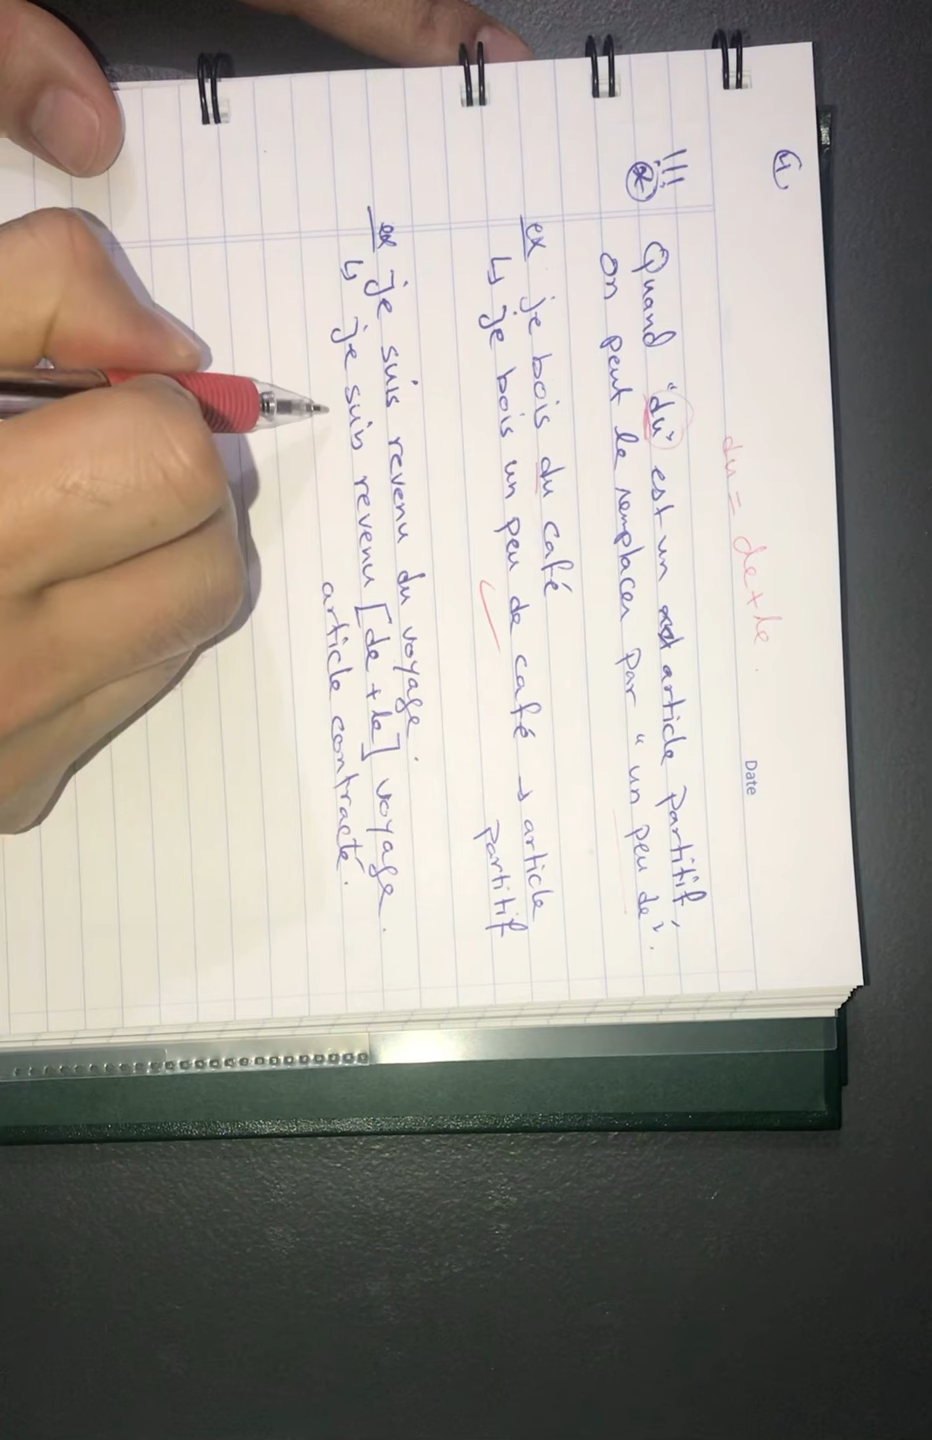 ④
du = de + le.
Date
!!!
Quand "du" est un article partitif,
on peut le remplacer par "un peu de".
ex je bois du café
↳ je bois un peu de café → article
partitif
ex je suis revenu du voyage.
↳ je suis revenu [de + le] voyage.
article contracté.